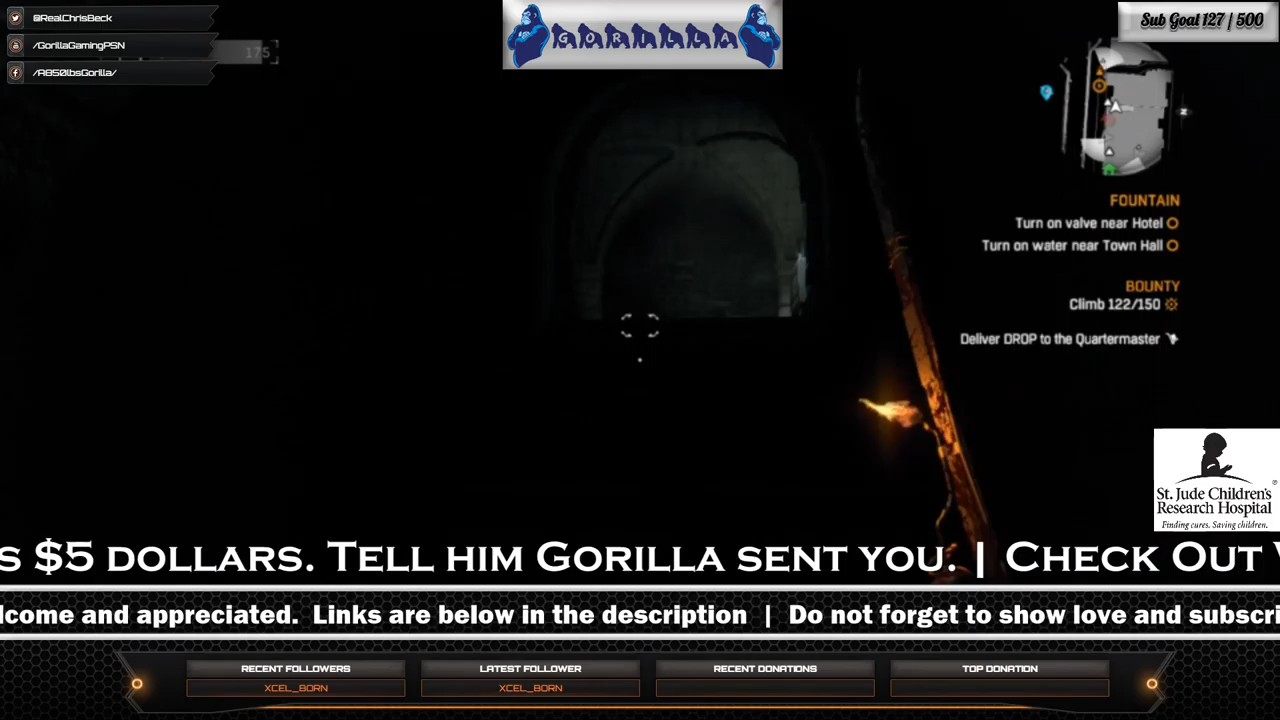 @RealChrisBeck
/GorillaGamingPSN
/A850lbsGorilla/
175
GORILLA
Sub Goal 127 / 500
FOUNTAIN
Turn on valve near Hotel
Turn on water near Town Hall
BOUNTY
Climb 122/150
Deliver DROP to the Quartermaster
St. Jude Children's
Research Hospital
Finding cures. Saving children.
S $5 DOLLARS. TELL HIM GORILLA SENT YOU. | CHECK OUT
lcome and appreciated. Links are below in the description | Do not forget to show love and subscri
RECENT FOLLOWERS
XCEL_BORN
LATEST FOLLOWER
XCEL_BORN
RECENT DONATIONS
TOP DONATION